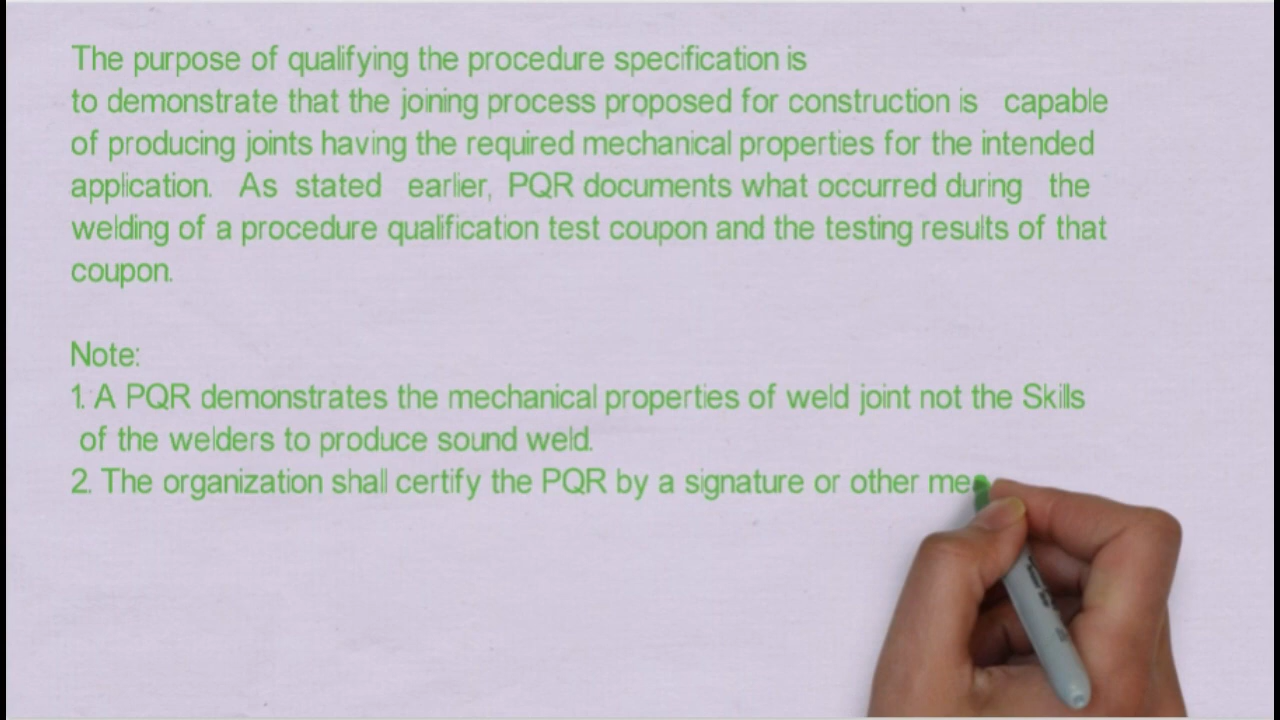 The purpose of qualifying the procedure specification is
to demonstrate that the joining process proposed for construction is capable
of producing joints having the required mechanical properties for the intended
application. As stated earlier, PQR documents what occurred during the
welding of a procedure qualification test coupon and the testing results of that
coupon.
Note:
1. A PQR demonstrates the mechanical properties of weld joint not the Skills
of the welders to produce sound weld.
2. The organization shall certify the PQR by a signature or other